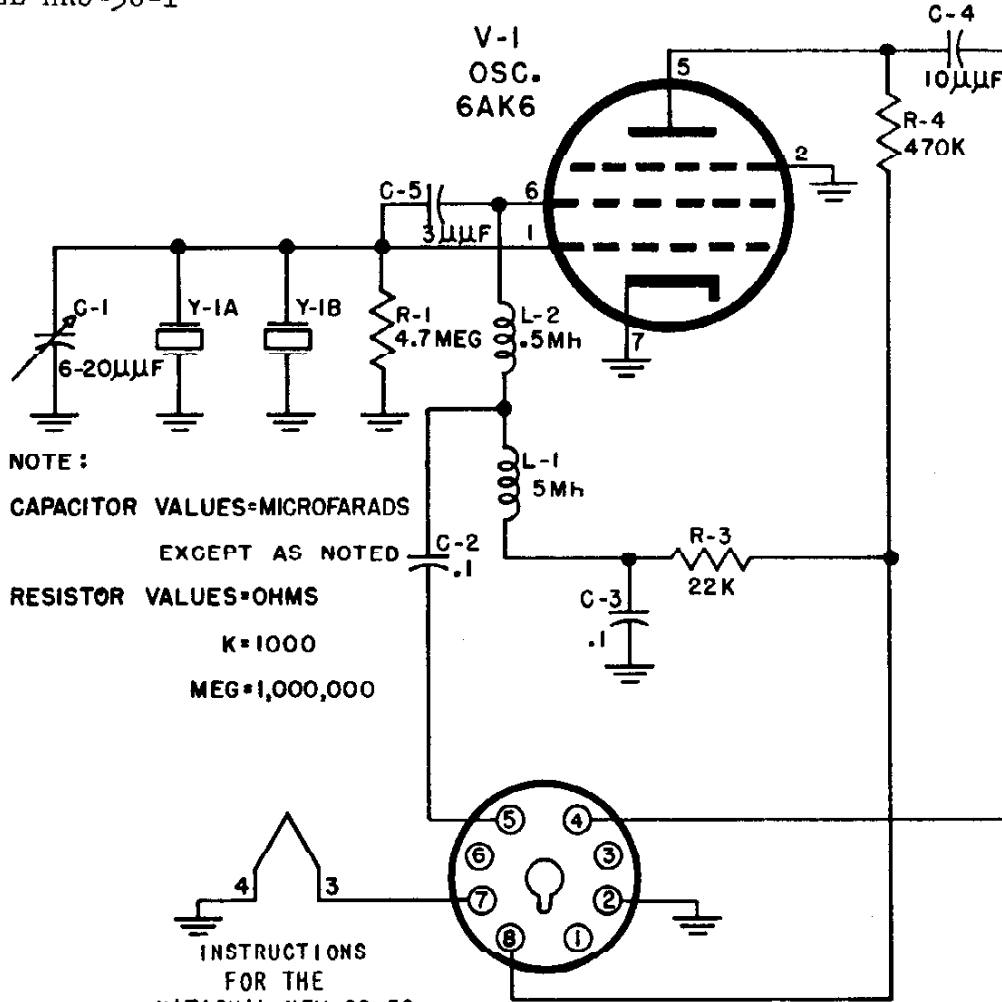 V-1
OSC.
6AK6
C-4
10µµF
5
R-4
470K
2
C-5
3µµF
6
1
C-1
6-20µµF
Y-1A
Y-1B
R-1
4.7 MEG
L-2
.5Mh
7
NOTE:
CAPACITOR VALUES=MICROFARADS
EXCEPT AS NOTED
RESISTOR VALUES=OHMS
K=1000
MEG=1,000,000
L-1
5Mh
C-2
.1
R-3
22K
C-3
.1
5
4
6
3
7
2
8
1
4
3
INSTRUCTIONS
FOR THE